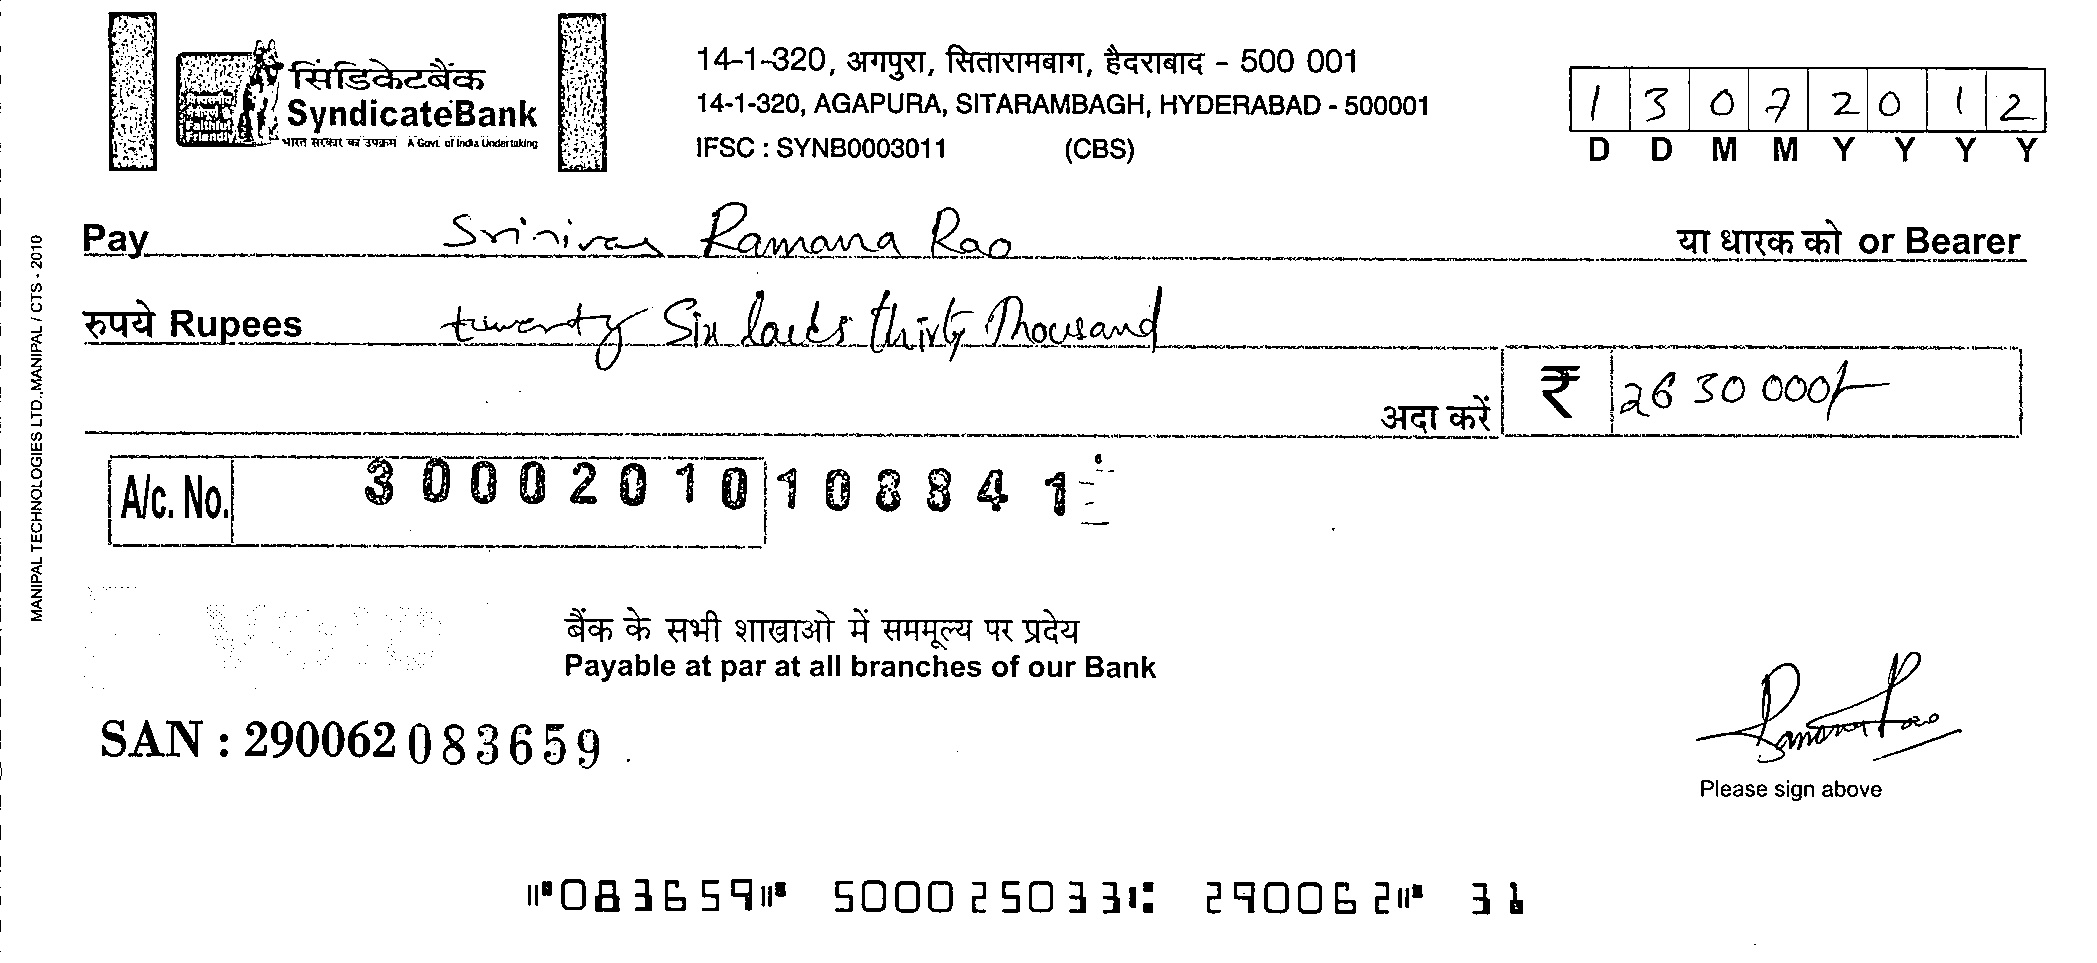 सिंडिकेटबैंक
SyndicateBank
भारत सरकार का उपक्रम A Govt. of India Undertaking
Faithful
Friendly
14-1-320, अगपुरा, सितारामबाग, हैदराबाद - 500 001
14-1-320, AGAPURA, SITARAMBAGH, HYDERABAD - 500001
IFSC : SYNB0003011 (CBS)
1 3 0 7 2 0 1 2
D D M M Y Y Y Y
Pay Srinivas Ramana Rao या धारक को or Bearer
रुपये Rupees twenty Six lacks thirty Thousand
अदा करें ₹ 26 30 000/-
A/c. No. 30002010108841
VOID
बैंक के सभी शाखाओ में सममूल्य पर प्रदेय
Payable at par at all branches of our Bank
SAN : 290062083659
Ramana Rao
Please sign above
⑈083659⑈ 500025033⑆ 290062⑈ 31
MANIPAL TECHNOLOGIES LTD.,MANIPAL / CTS - 2010